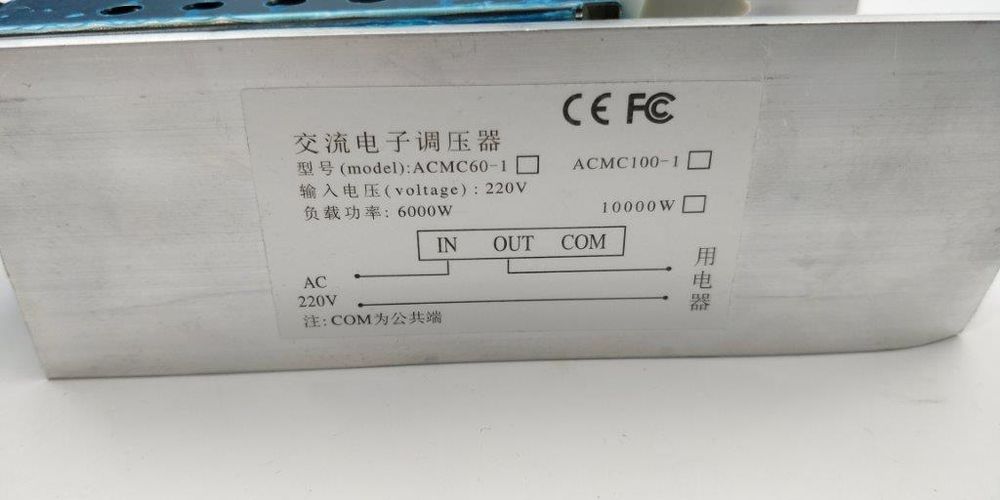 CE FC
交流电子调压器
型号(model):ACMC60-1□ ACMC100-1□
输入电压(voltage): 220V
负载功率: 6000W 10000W□
IN OUT COM
AC
220V
用电器
注:COM为公共端